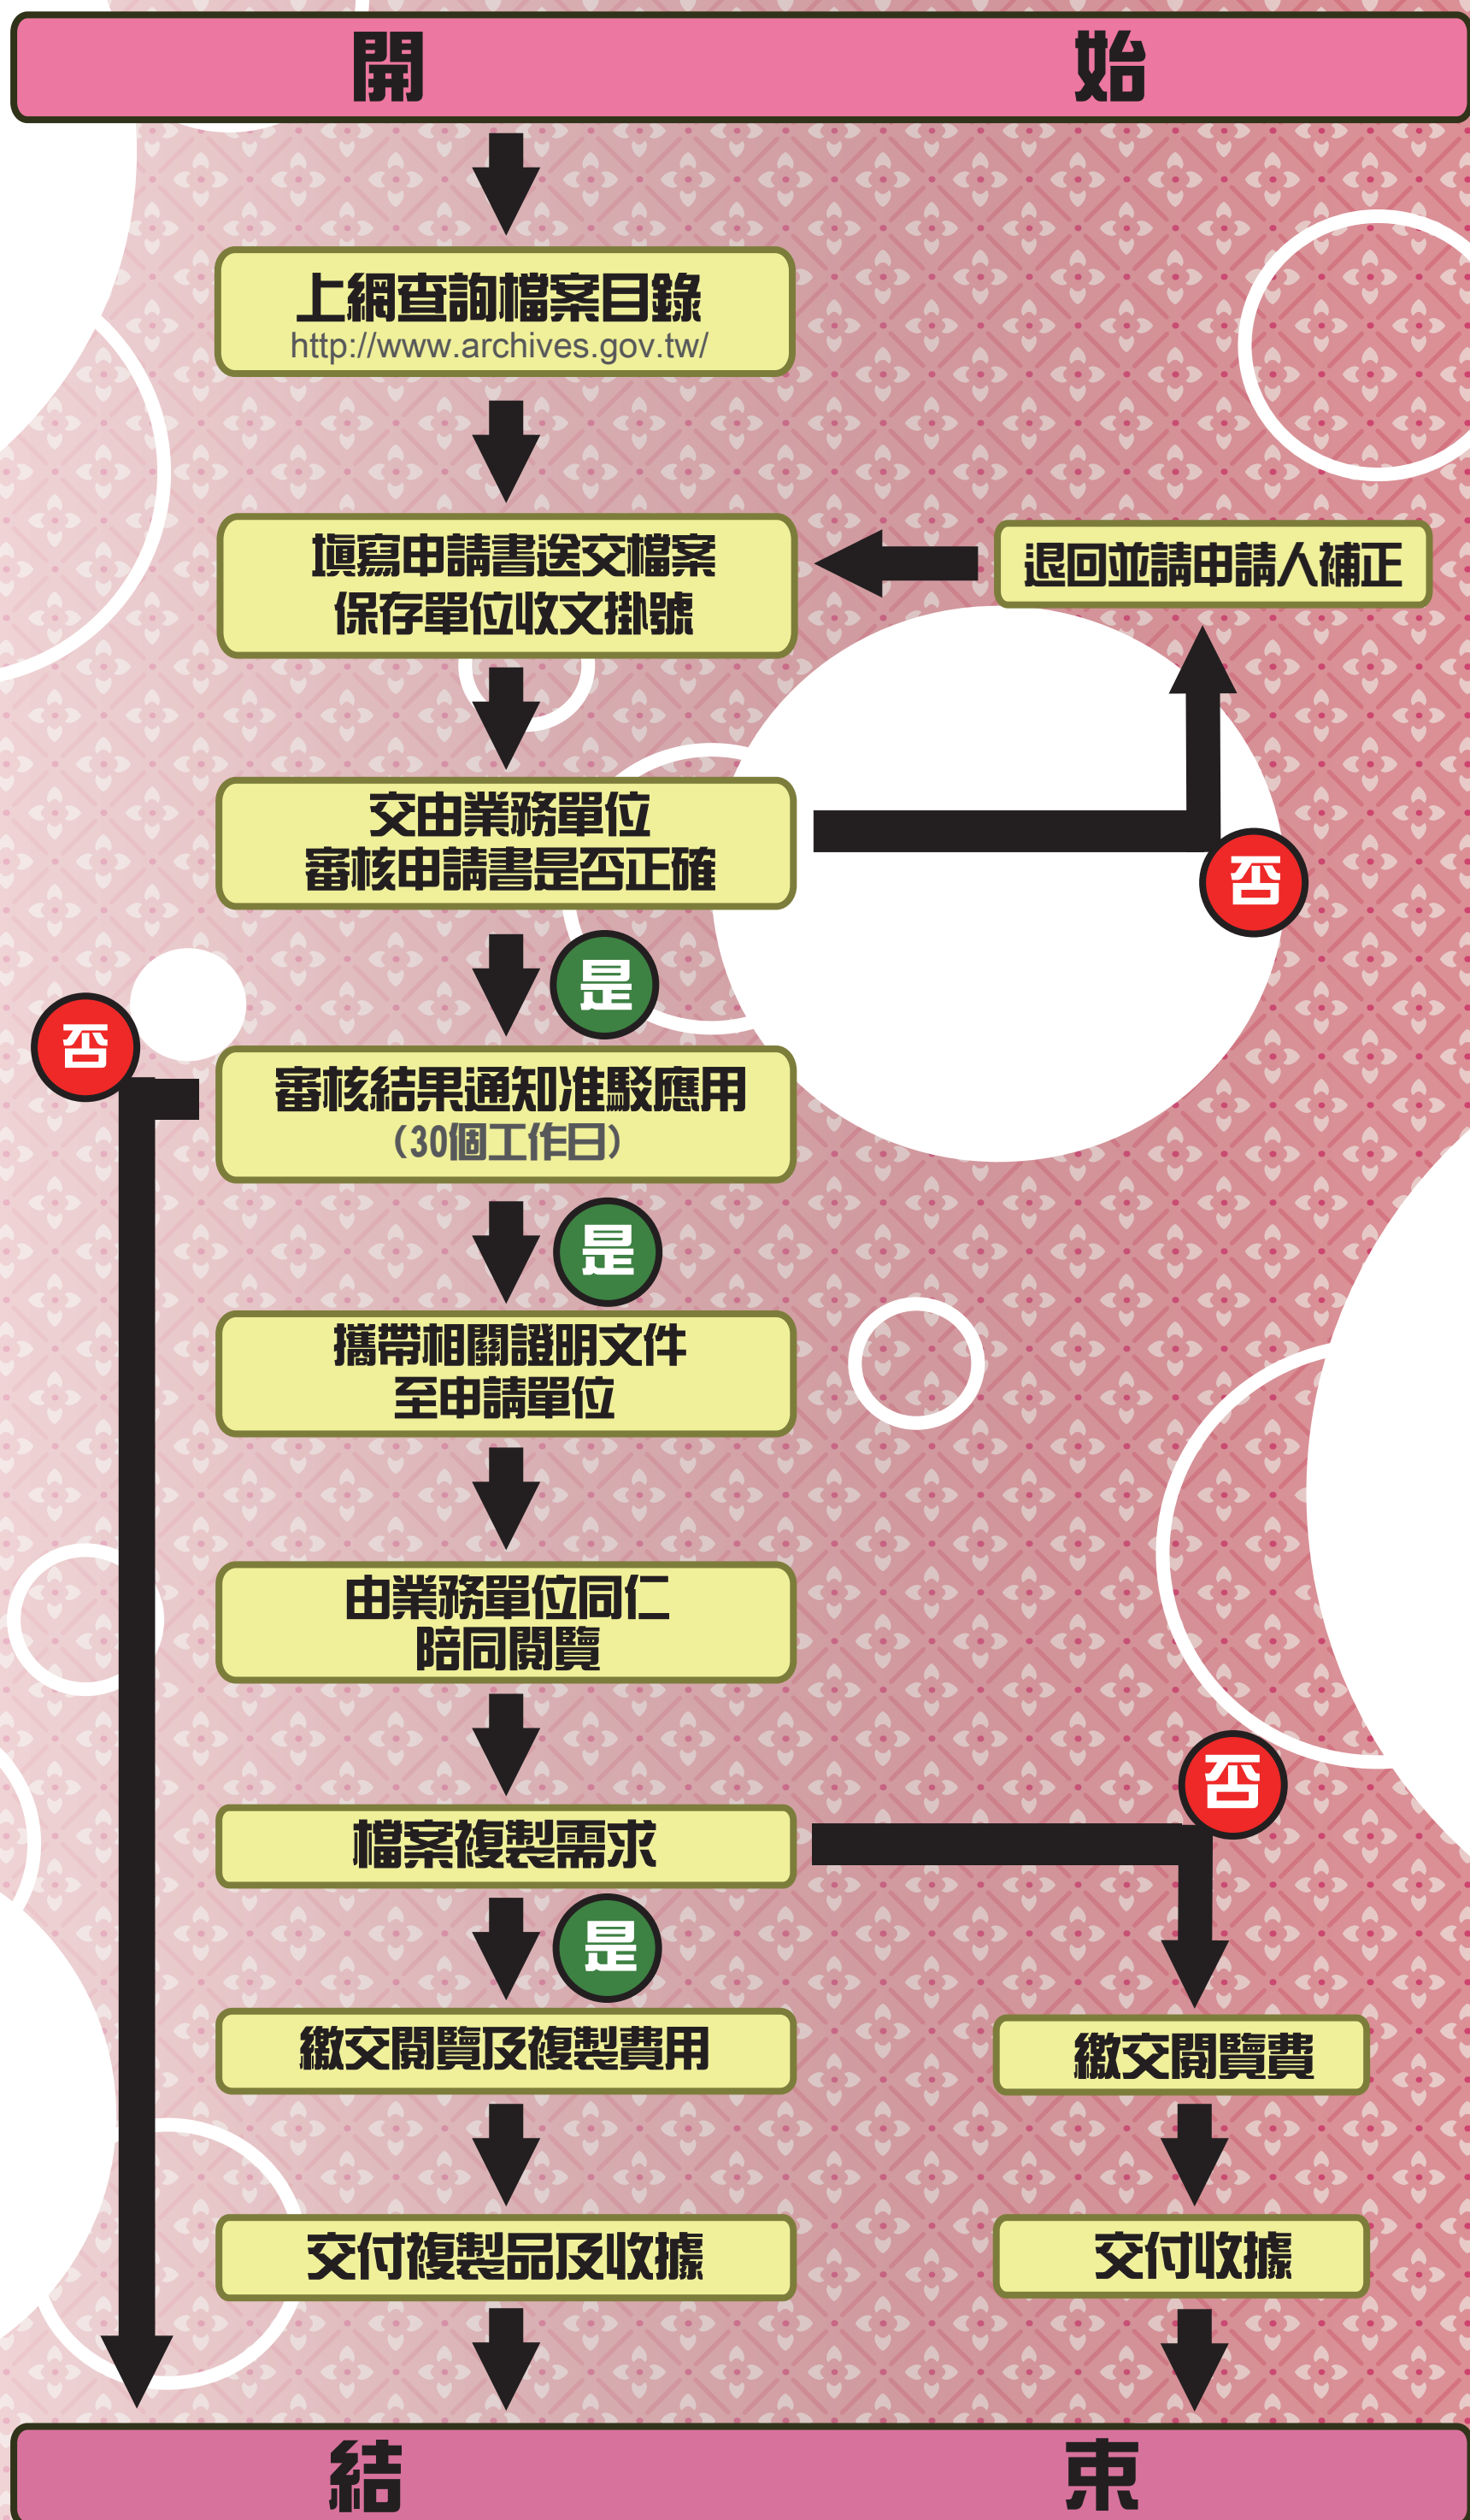 開始
上網查詢檔案目錄
http://www.archives.gov.tw/
填寫申請書送交檔案
保存單位收文掛號
退回並請申請人補正
交由業務單位
審核申請書是否正確
否
是
否
審核結果通知准駁應用
（30個工作日）
是
攜帶相關證明文件
至申請單位
由業務單位同仁
陪同閱覽
否
檔案複製需求
是
繳交閱覽及複製費用
繳交閱覽費
交付複製品及收據
交付收據
結束